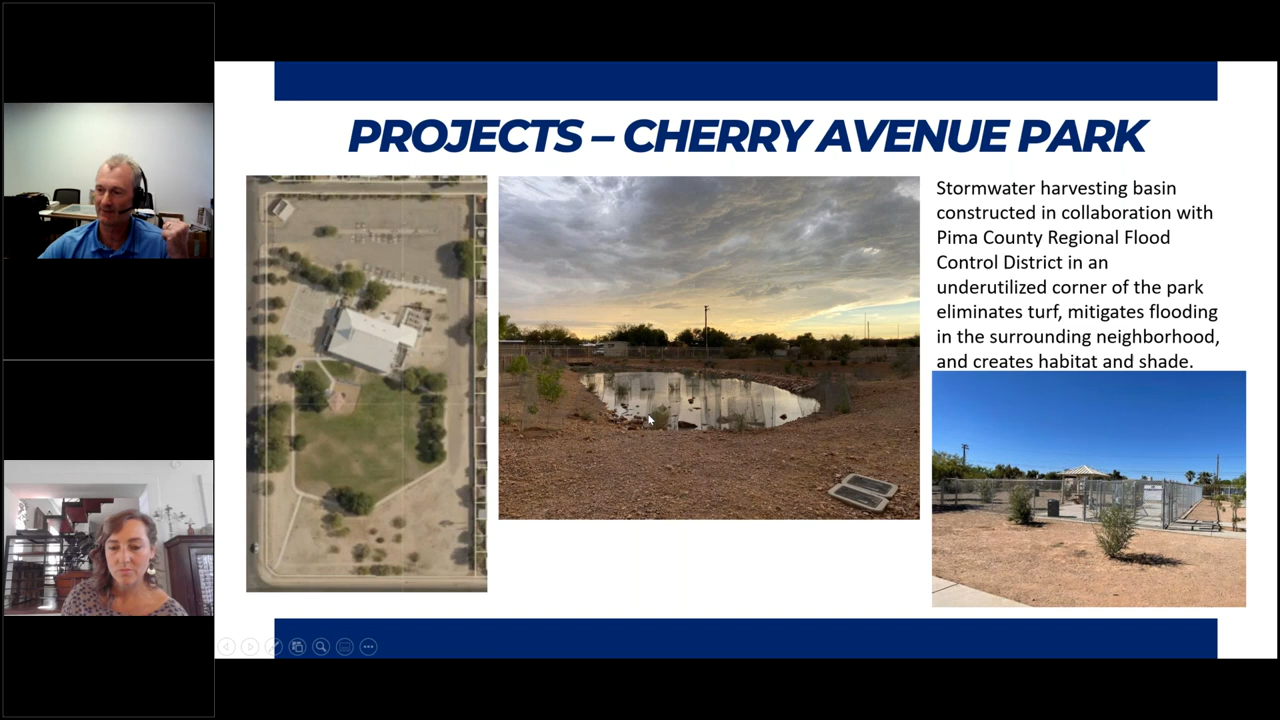 PROJECTS – CHERRY AVENUE PARK
Stormwater harvesting basin
constructed in collaboration with
Pima County Regional Flood
Control District in an
underutilized corner of the park
eliminates turf, mitigates flooding
in the surrounding neighborhood,
and creates habitat and shade.